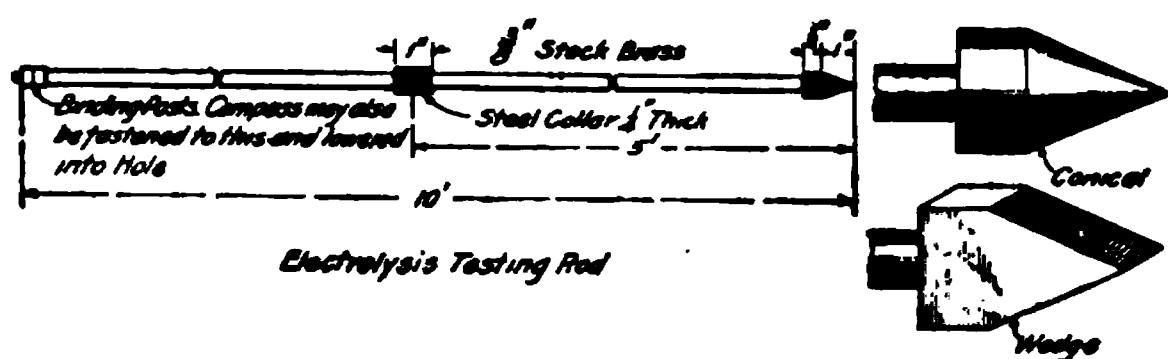 1"
3/8" Stock Brass
1"
Binding Posts. Compass may also
be fastened to this and lowered
into Hole
Steel Collar 1/4" Thick
5'
10'
Electrolysis Testing Rod
Conical
Wedge